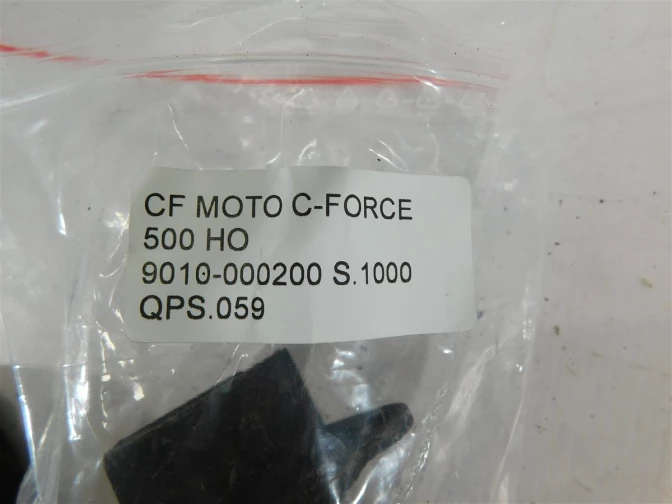 CF MOTO C-FORCE
500 HO
9010-000200 S.1000
QPS.059